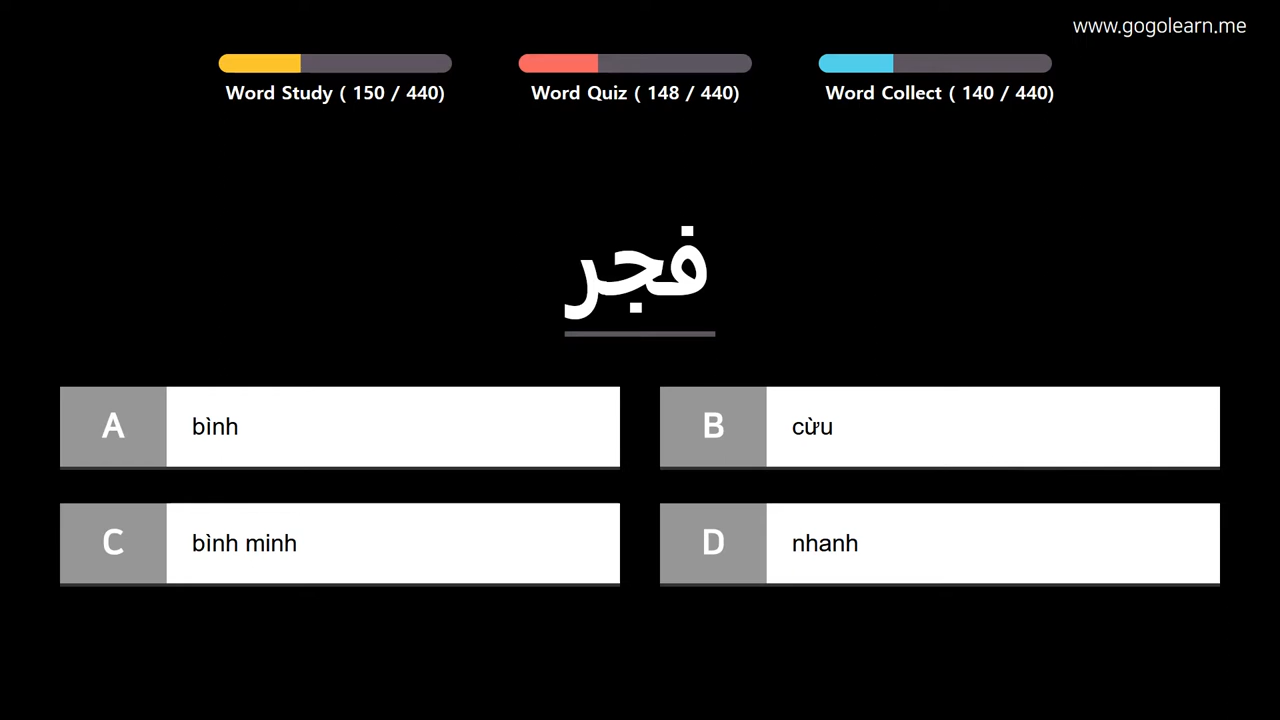 www.gogolearn.me
Word Study ( 150 / 440)
Word Quiz ( 148 / 440)
Word Collect ( 140 / 440)
فجر
A bình
B cừu
C bình minh
D nhanh